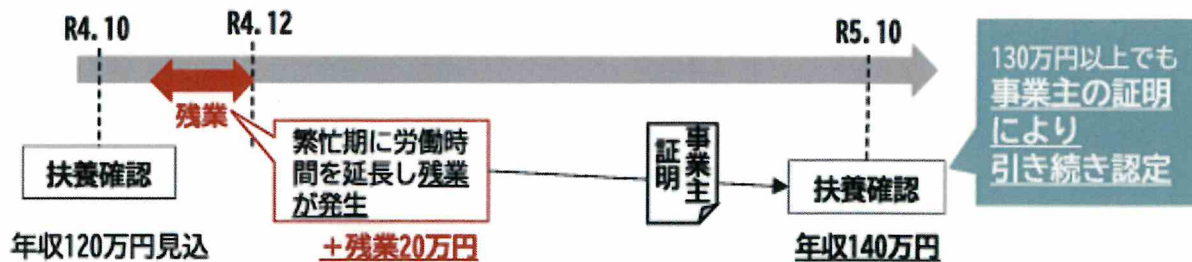 R4.10
R4.12
R5.10
残業
130万円以上でも
事業主の証明
により
引き続き認定
繁忙期に労働時
間を延長し残業
が発生
事業主
証明
扶養確認
扶養確認
年収120万円見込
＋残業20万円
年収140万円